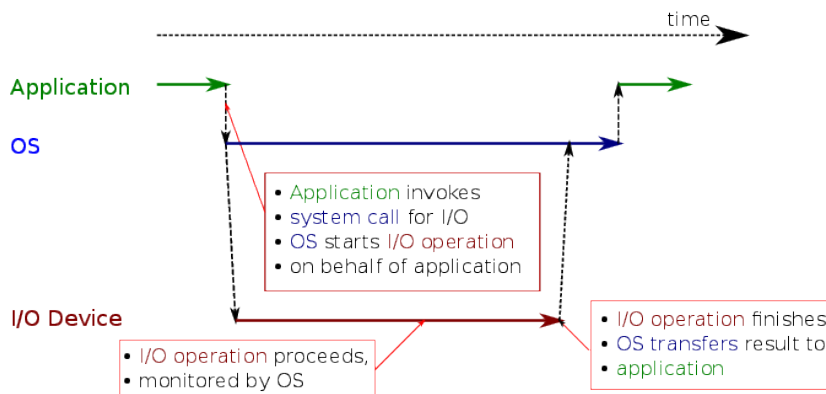 time
Application
OS
• Application invokes
• system call for I/O
• OS starts I/O operation
• on behalf of application
I/O Device
• I/O operation proceeds,
• monitored by OS
• I/O operation finishes
• OS transfers result to
• application